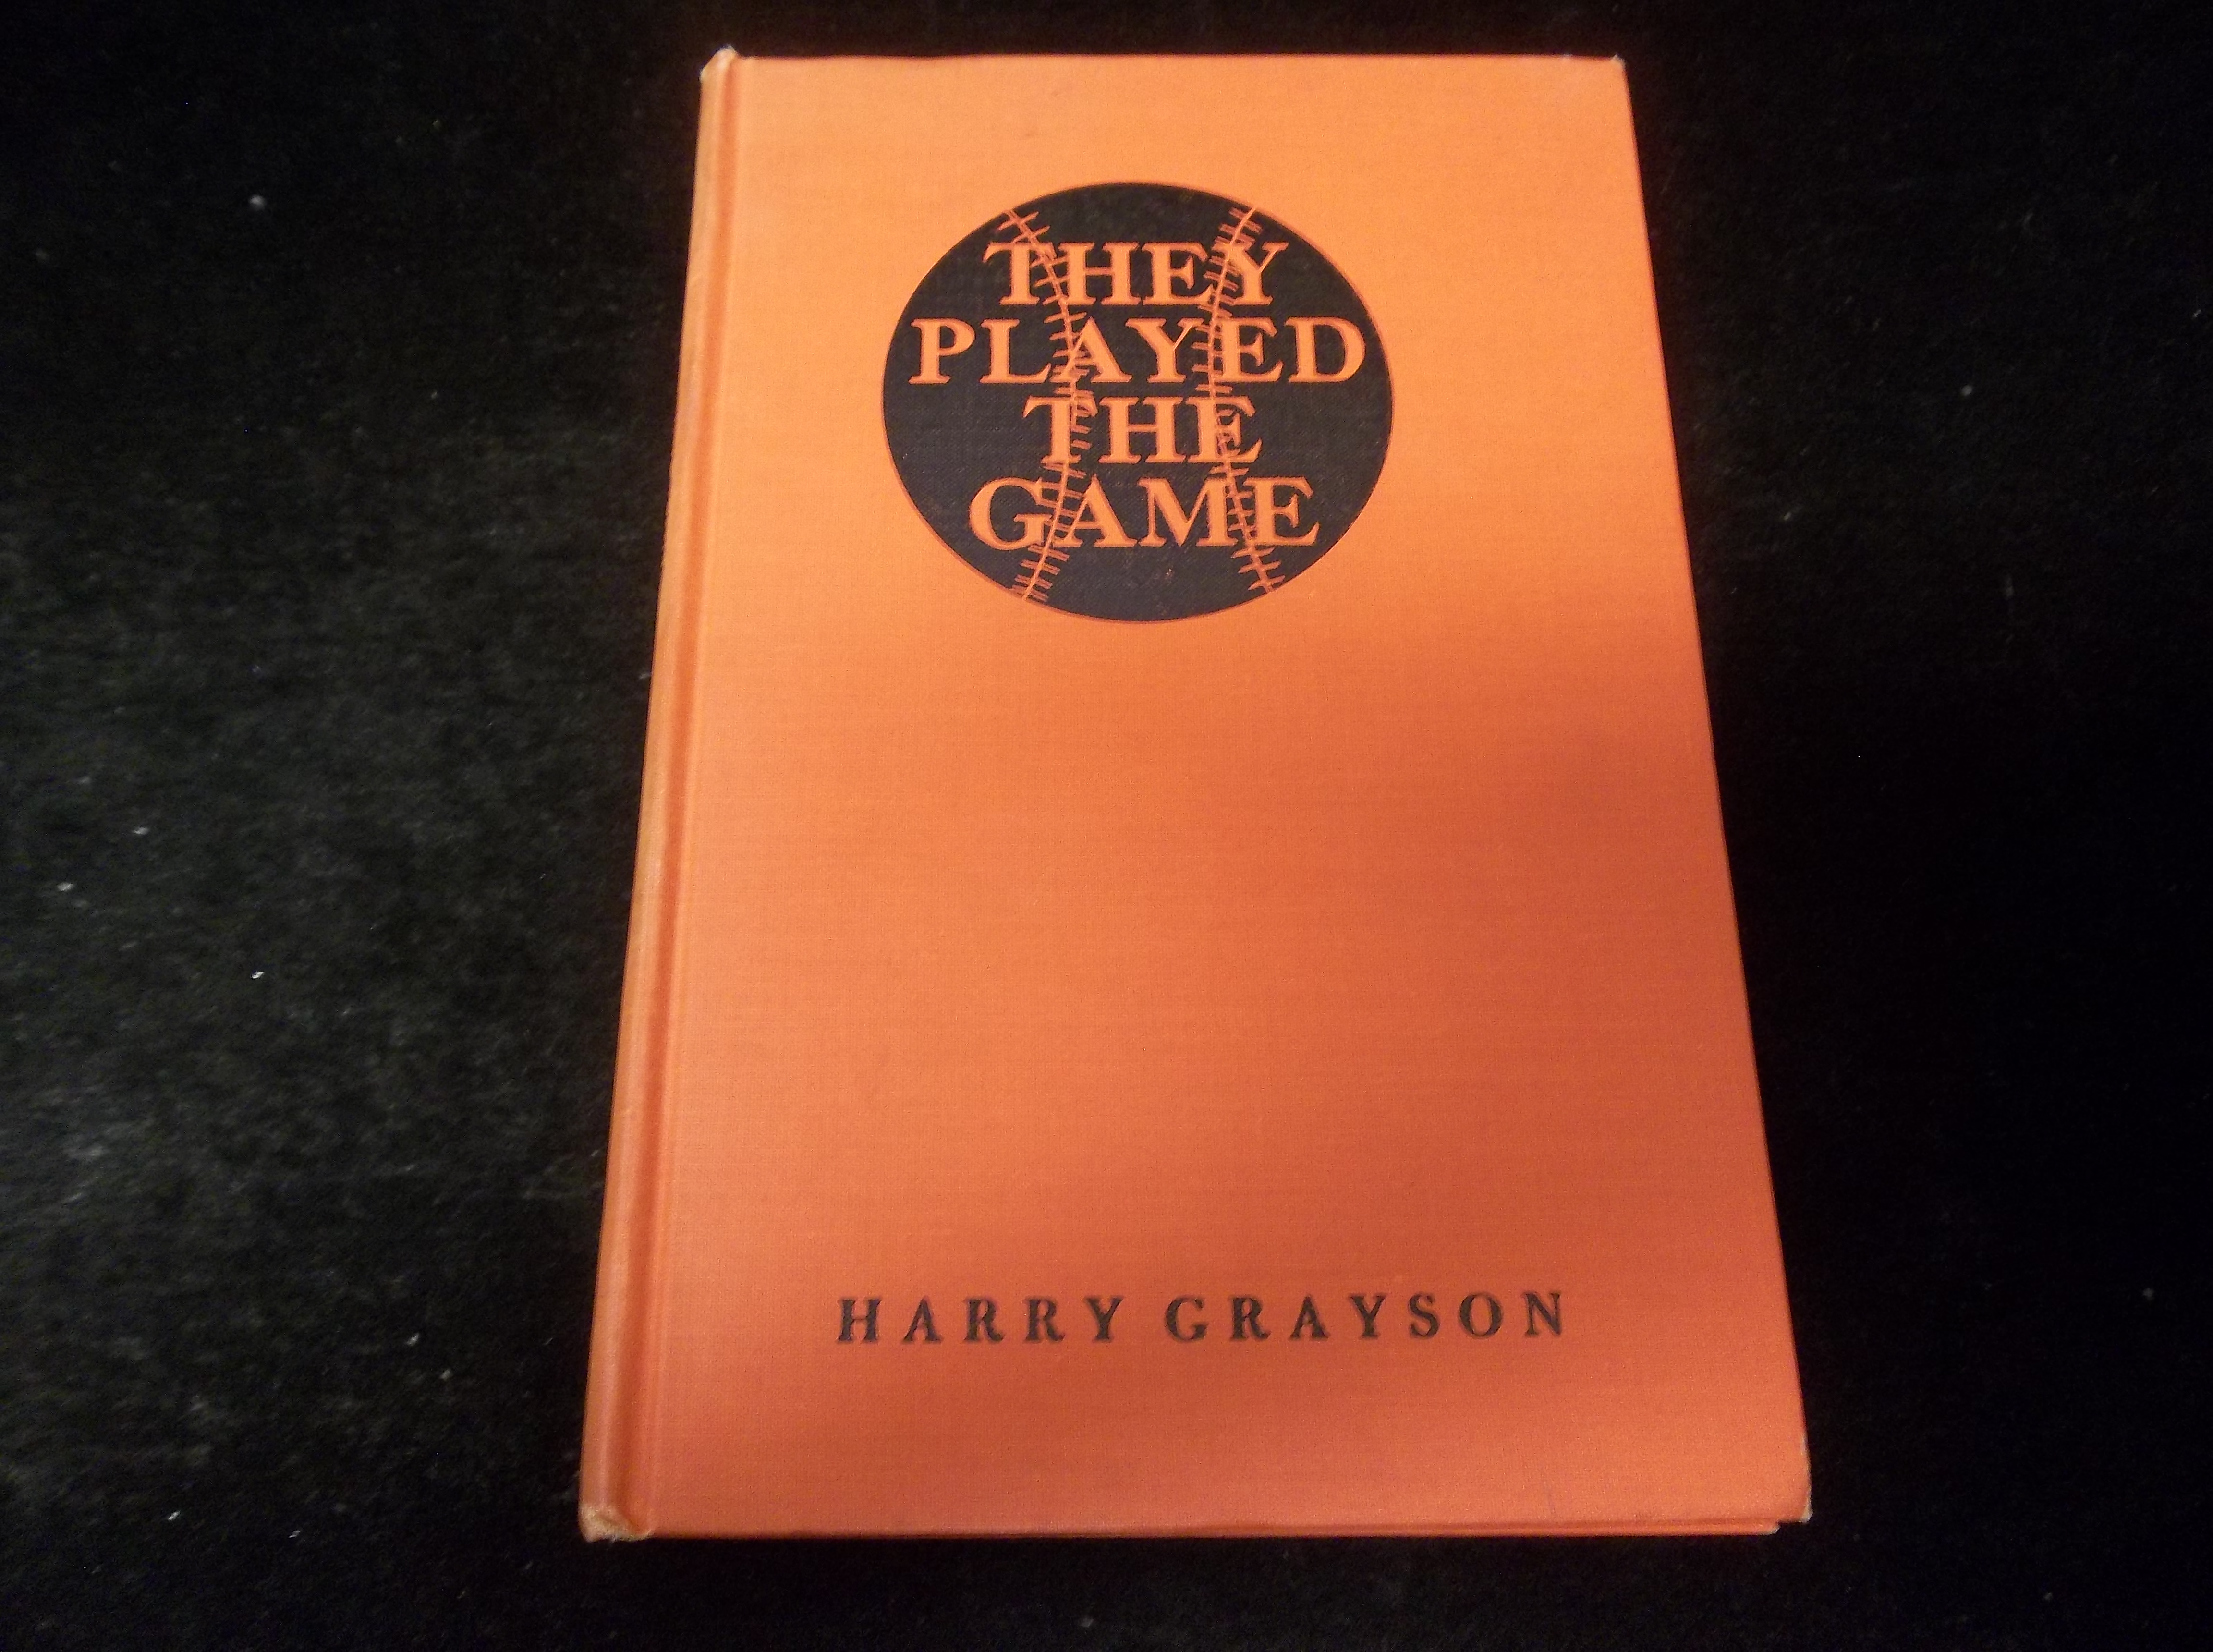 THEY
PLAYED
THE
GAME
HARRY GRAYSON